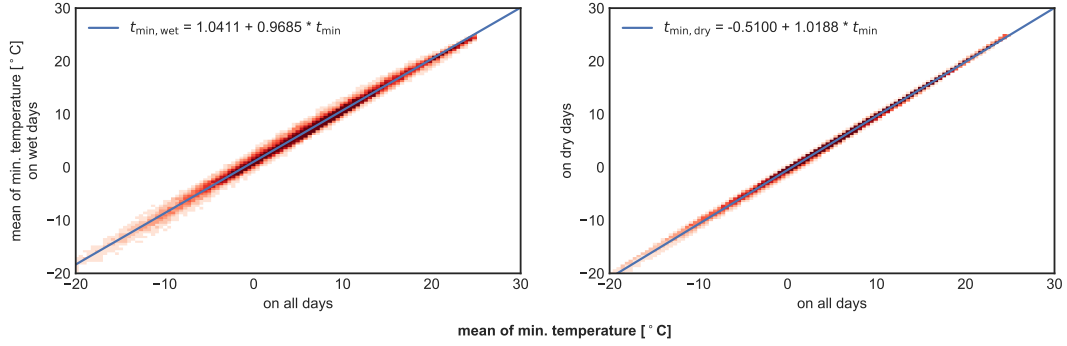 t_min, wet = 1.0411 + 0.9685 * t_min
30
20
10
0
−10
−20
−20 −10 0 10 20 30
mean of min. temperature [ ° C]
on wet days
on all days
t_min, dry = -0.5100 + 1.0188 * t_min
30
20
10
0
−10
−20
−20 −10 0 10 20 30
on dry days
on all days
mean of min. temperature [ ° C]